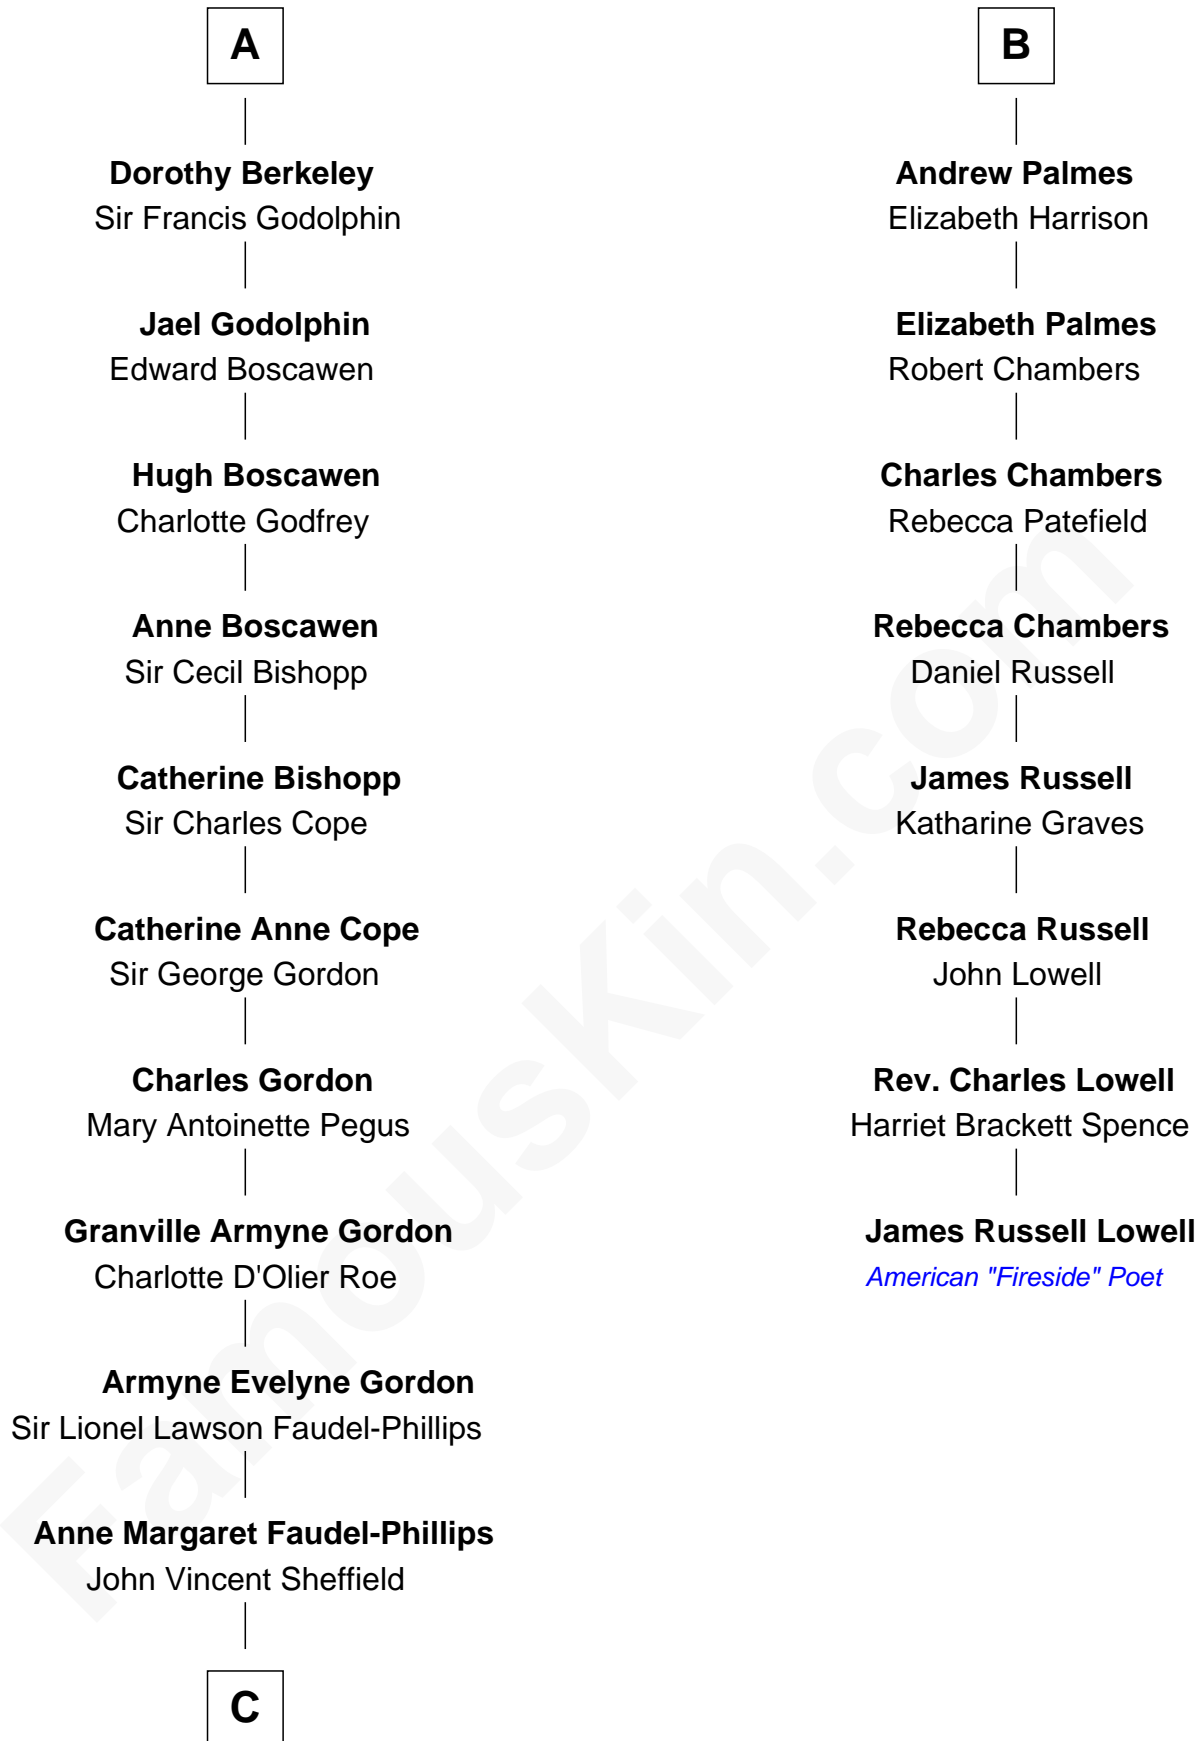 A
Dorothy Berkeley
Sir Francis Godolphin
Jael Godolphin
Edward Boscawen
Hugh Boscawen
Charlotte Godfrey
Anne Boscawen
Sir Cecil Bishopp
Catherine Bishopp
Sir Charles Cope
Catherine Anne Cope
Sir George Gordon
Charles Gordon
Mary Antoinette Pegus
Granville Armyne Gordon
Charlotte D'Olier Roe
Armyne Evelyne Gordon
Sir Lionel Lawson Faudel-Phillips
Anne Margaret Faudel-Phillips
John Vincent Sheffield
C
B
Andrew Palmes
Elizabeth Harrison
Elizabeth Palmes
Robert Chambers
Charles Chambers
Rebecca Patefield
Rebecca Chambers
Daniel Russell
James Russell
Katharine Graves
Rebecca Russell
John Lowell
Rev. Charles Lowell
Harriet Brackett Spence
James Russell Lowell
American "Fireside" Poet
FamousKin.com